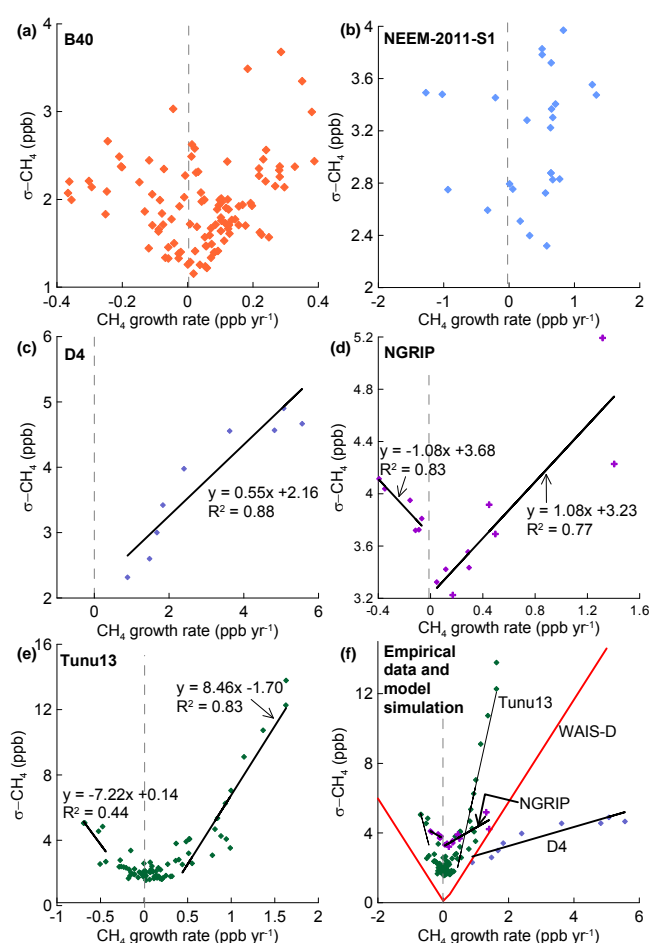 (a) B40
4
3
2
1
σ–CH₄ (ppb)
-0.4 -0.2 0 0.2 0.4
CH₄ growth rate (ppb yr⁻¹)
(b) NEEM-2011-S1
4
3.6
3.2
2.8
2.4
2
σ–CH₄ (ppb)
-2 -1 0 1 2
CH₄ growth rate (ppb yr⁻¹)
(c) D4
6
5
4
3
2
σ–CH₄ (ppb)
y = 0.55x +2.16
R² = 0.88
0 2 4 6
CH₄ growth rate (ppb yr⁻¹)
(d) NGRIP
5.2
4.8
4.4
4
3.6
3.2
σ–CH₄ (ppb)
y = -1.08x +3.68
R² = 0.83
y = 1.08x +3.23
R² = 0.77
-0.4 0 0.4 0.8 1.2 1.6
CH₄ growth rate (ppb yr⁻¹)
(e) Tunu13
16
12
8
4
0
σ–CH₄ (ppb)
y = 8.46x -1.70
R² = 0.83
y = -7.22x +0.14
R² = 0.44
-1 -0.5 0 0.5 1 1.5 2
CH₄ growth rate (ppb yr⁻¹)
(f) Empirical
data and
model
simulation
14
12
8
4
0
σ–CH₄ (ppb)
Tunu13
WAIS-D
NGRIP
D4
-2 0 2 4 6 8
CH₄ growth rate (ppb yr⁻¹)